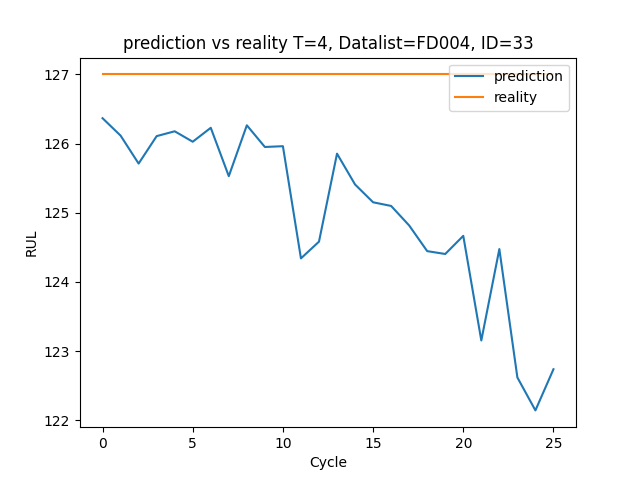 prediction vs reality T=4, Datalist=FD004, ID=33
127
126
125
124
123
122
RUL
prediction
reality
0 5 10 15 20 25
Cycle